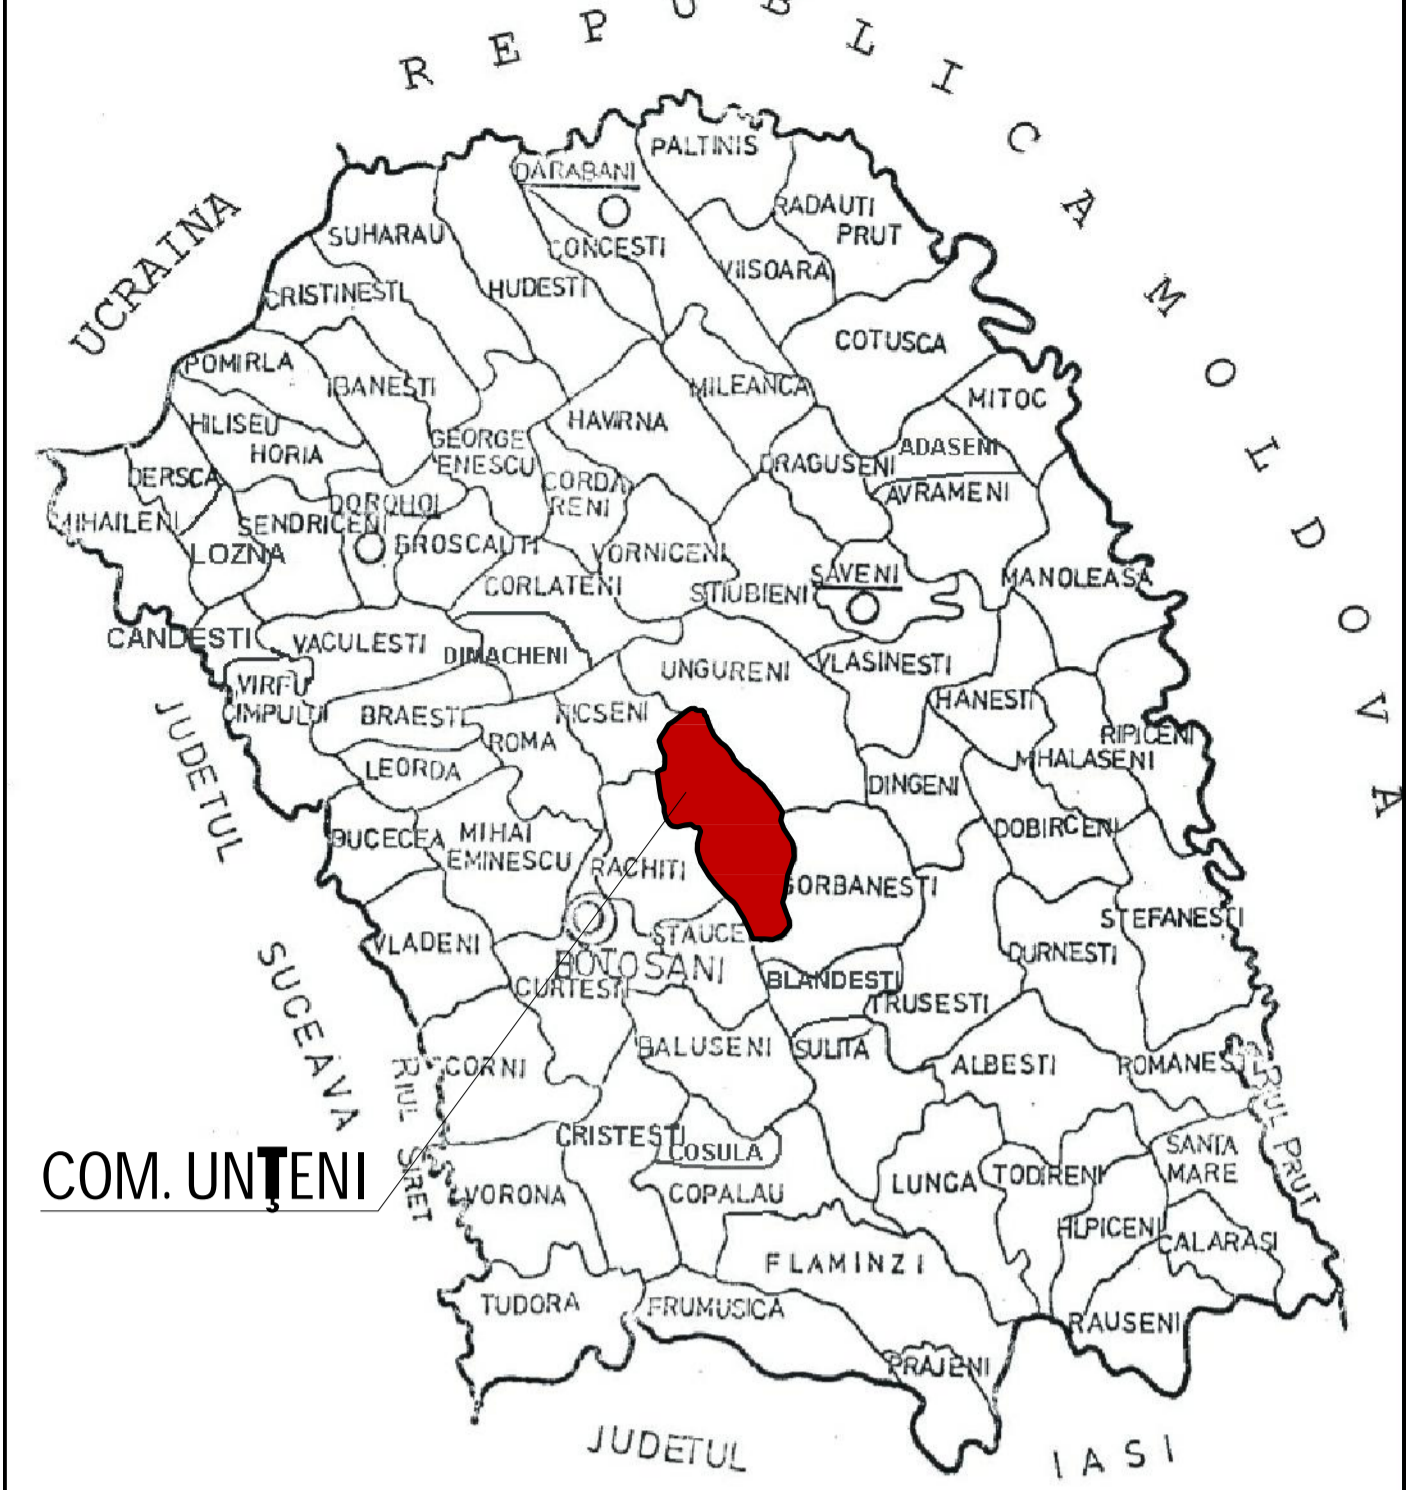 REPUBLICA MOLDOVA
UCRAINA
PALTINIS
DARABANI
RADAUTI
PRUT
SUHARAU
CONCESTI
VIISOARA
HUDESTI
CRISTINESTI
COTUSCA
POMIRLA
IBANESTI
MILEANCA
MITOC
HILISEU
HORIA
HAVIRNA
GEORGE
ENESCU
ADASENI
DRAGUSENI
DERSCA
CORDA
RENI
AVRAMENI
DOROHOI
MIHAILENI
SENDRICENI
BROSCAUTI
LOZNA
VORNICENI
CORLATENI
STIUBIENI
SAVENI
MANOLEASA
CANDESTI
VACULESTI
DIMACHENI
UNGURENI
VLASINESTI
VIRFU
CIMPULUI
HANESTI
BRAESTI
NICSENI
ROMA
RIPICENI
MIHALASENI
LEORDA
DINGENI
JUDETUL
SUCEAVA
BUCECEA
MIHAI
EMINESCU
DOBIRCENI
RACHITI
GORBANESTI
STEFANESTI
VLADENI
STAUCE
BOTOSANI
DURNESTI
CURTESTI
BLANDESTI
TRUSESTI
BALUSENI
SULITA
CORNI
ALBESTI
ROMANESTI
RIUL SIRET
RIUL PRUT
CRISTESTI
COSULA
SANTA
MARE
COM. UNŢENI
VORONA
COPALAU
LUNCA
TODIRENI
HLIPICENI
CALARASI
FLAMINZI
TUDORA
FRUMUSICA
RAUSENI
PRAJENI
JUDETUL IASI